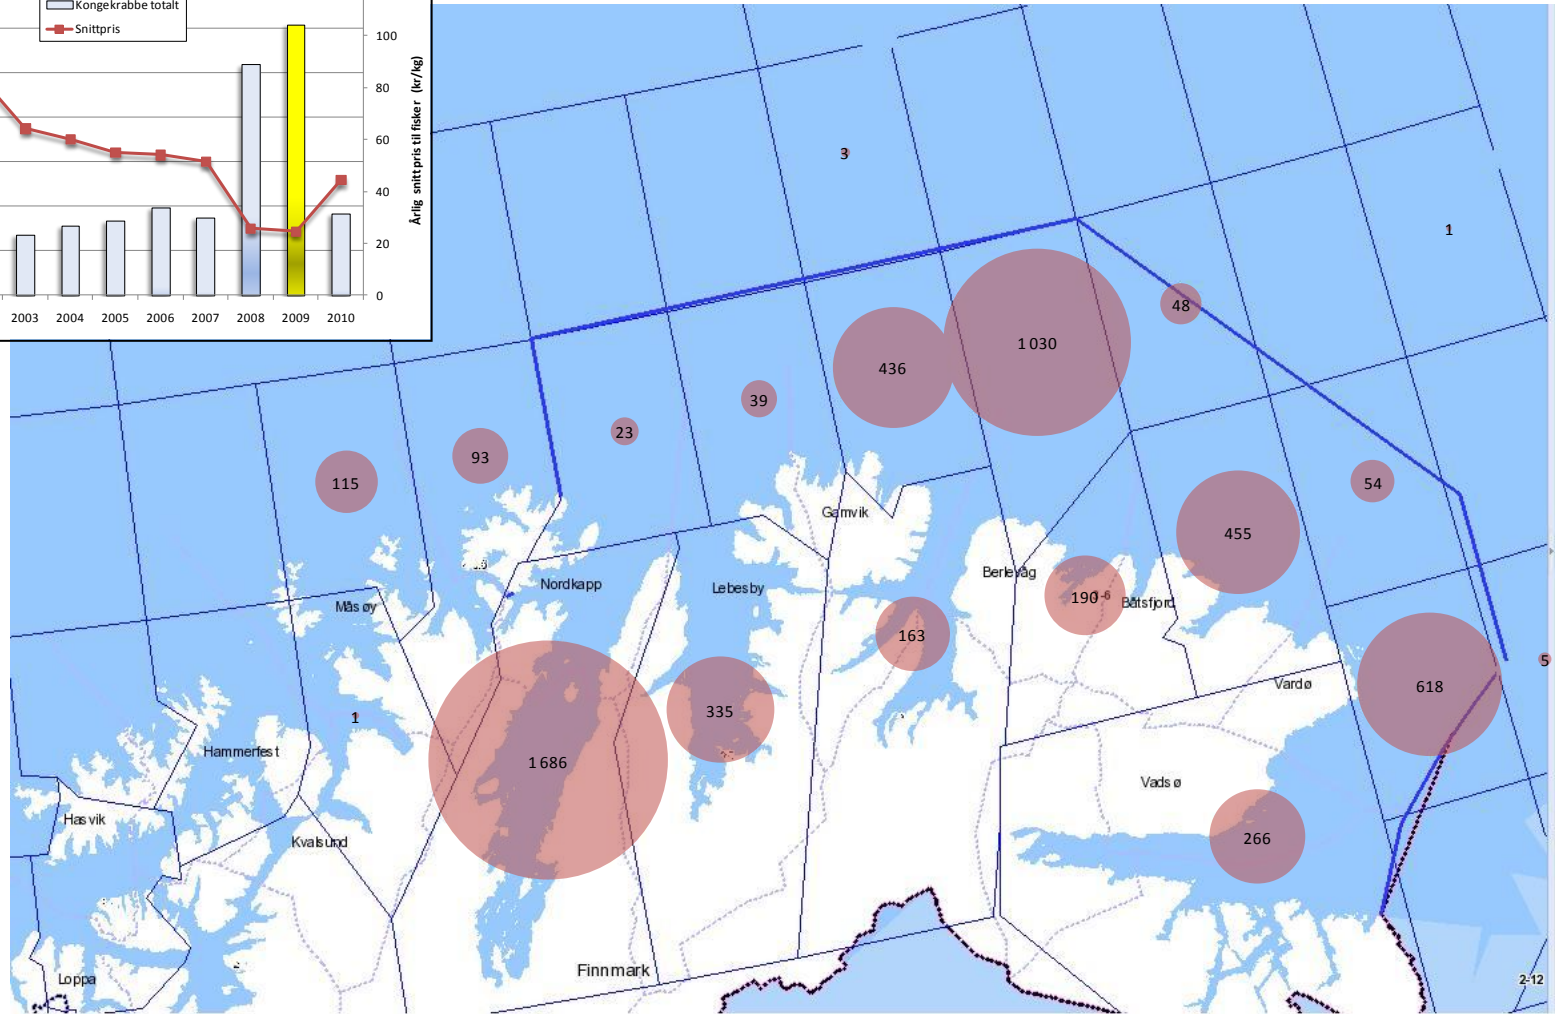 Kongekrabbe totalt
Snittpris
100
80
60
40
20
0
Årlig snittpris til fisker (kr/kg)
2003 2004 2005 2006 2007 2008 2009 2010
3
1
48
1 030
436
39
23
93
115
54
455
Gamvik
Berlevåg
190
-6
Båtsfjord
Nordkapp
Lebesby
Måsøy
163
5
618
Vardø
335
1
Hammerfest
1 686
Vadsø
Hasvik
Kvalsund
266
Finnmark
Loppa
2-12